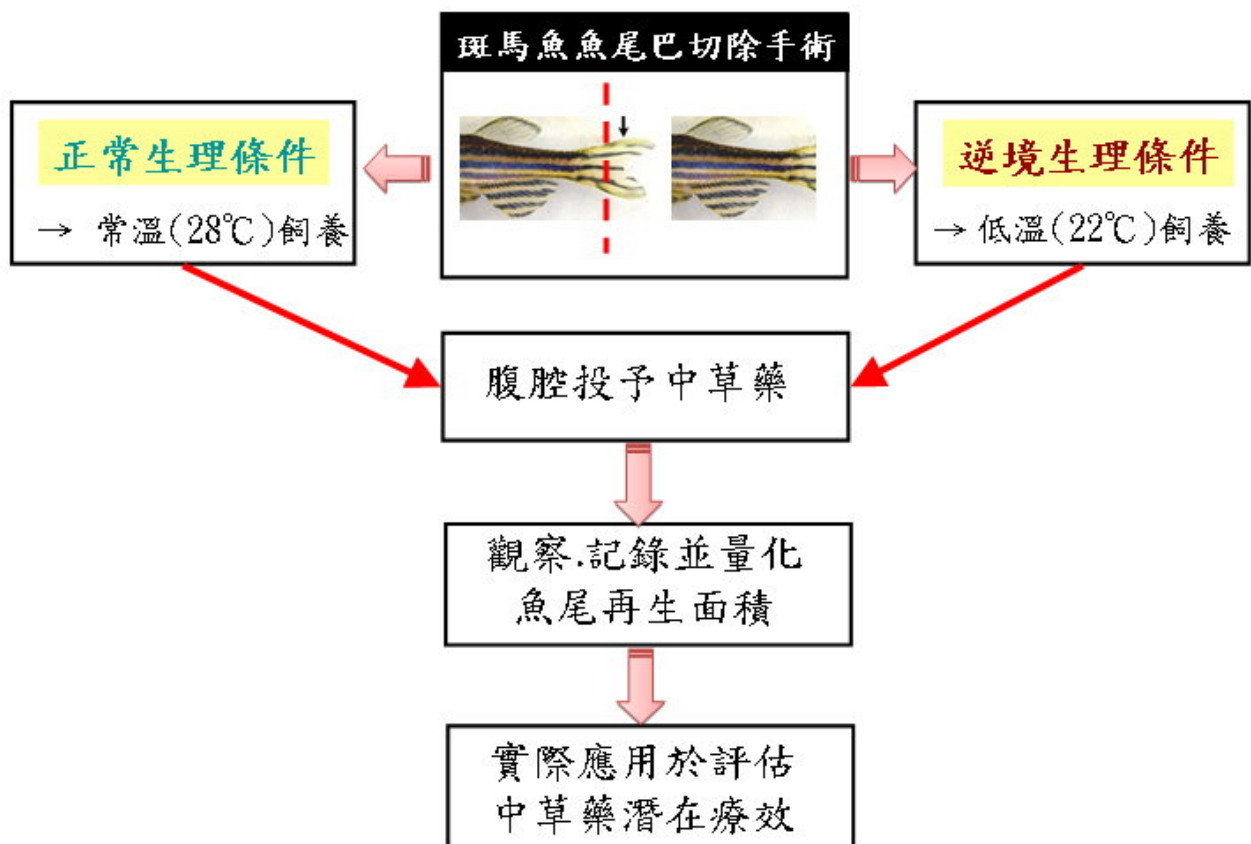 斑馬魚魚尾巴切除手術
正常生理條件
→ 常溫(28℃)飼養
逆境生理條件
→ 低溫(22℃)飼養
腹腔投予中草藥
觀察.記錄並量化
魚尾再生面積
實際應用於評估
中草藥潛在療效